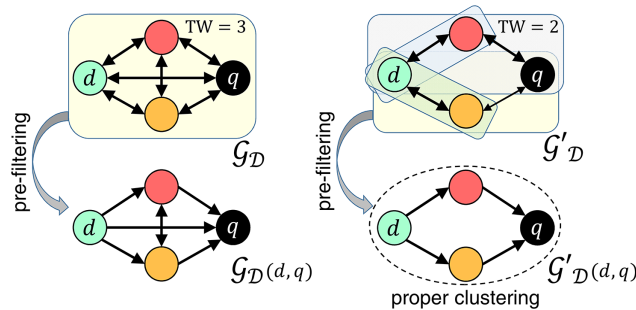 TW = 3
d
q
𝒢𝒟
pre-filtering
d
q
𝒢𝒟(d, q)
TW = 2
d
q
𝒢′𝒟
pre-filtering
d
q
𝒢′𝒟(d, q)
proper clustering